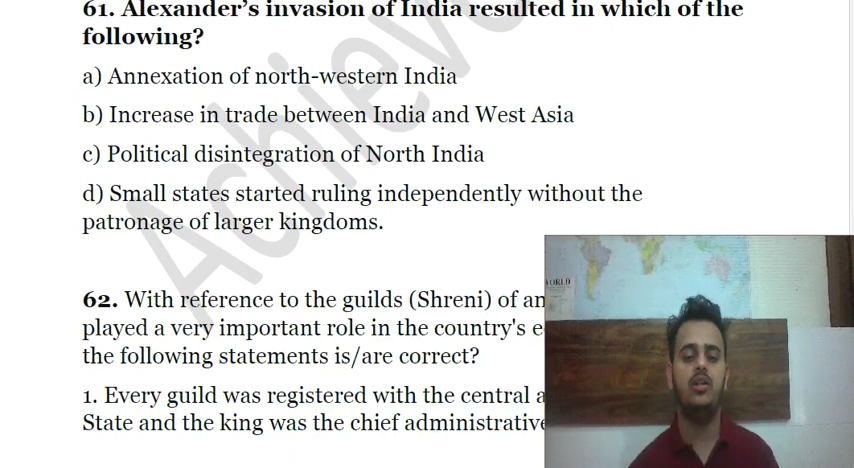 61. Alexander's invasion of India resulted in which of the
following?
a) Annexation of north-western India
b) Increase in trade between India and West Asia
c) Political disintegration of North India
d) Small states started ruling independently without the
patronage of larger kingdoms.
62. With reference to the guilds (Shreni) of an
played a very important role in the country's e
the following statements is/are correct?
1. Every guild was registered with the central a
State and the king was the chief administrative
Achieve
WORLD